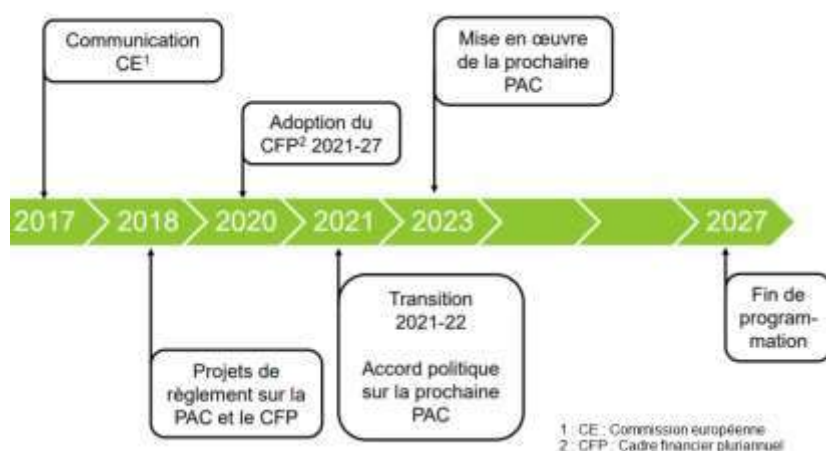 Communication
CE¹
Mise en œuvre
de la prochaine
PAC
Adoption du
CFP² 2021-27
2017
2018
2020
2021
2023
2027
Transition
2021-22
Accord politique
sur la prochaine
PAC
Projets de
règlement sur la
PAC et le CFP
Fin de
program-
mation
1 : CE : Commission européenne
2 : CFP : Cadre financier pluriannuel